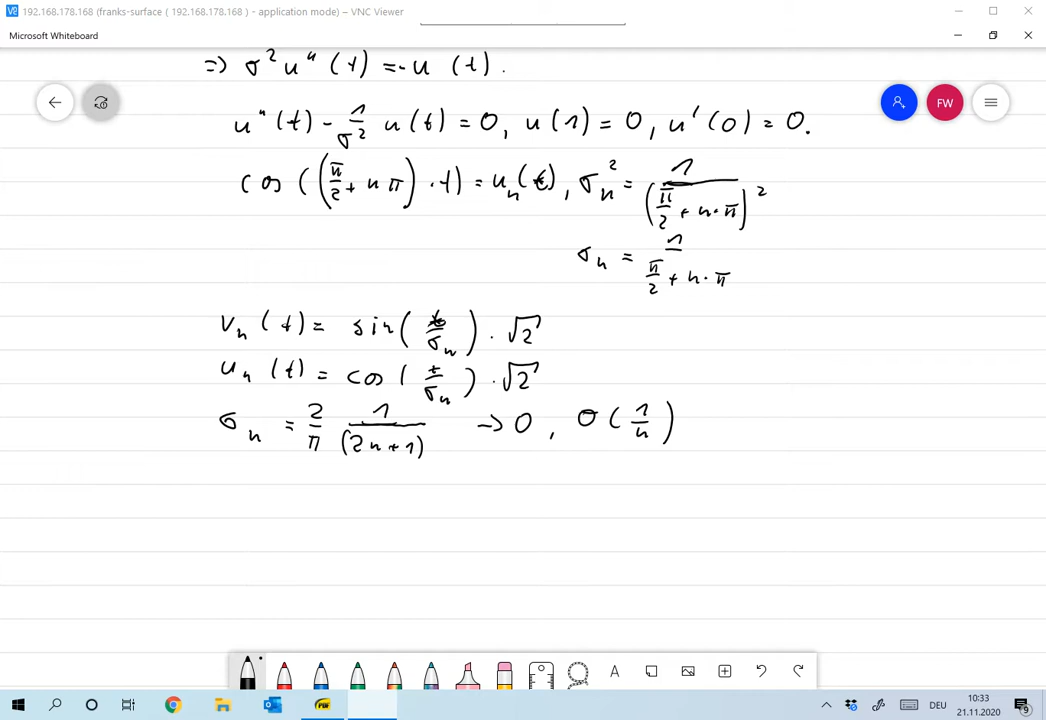 192.168.178.168 (franks-surface ( 192.168.178.168 - application mode) – VNC Viewer
Microsoft Whiteboard
=> σ² u'' (t) = - u (t).
u''(t) - 1/σ² u(t) = 0, u(1) = 0, u'(0) = 0.
cos((π/2 + n π) · t) = uₙ(t), σₙ² = 1/(π/2 + n·π)²
σₙ = 1/(π/2 + n·π)
vₙ(t) = sin(t/σₙ) · √2
uₙ(t) = cos(t/σₙ) · √2
σₙ = 2/π 1/(2n+1) → 0, O(1/n)
FW
A
DEU
10:33
21.11.2020
9